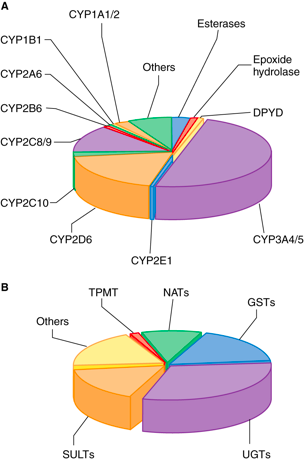 A
CYP1A1/2
Esterases
CYP1B1
Others
Epoxide
hydrolase
CYP2A6
DPYD
CYP2B6
CYP2C8/9
CYP2C10
CYP2D6
CYP3A4/5
CYP2E1
B
TPMT
NATs
GSTs
Others
SULTs
UGTs